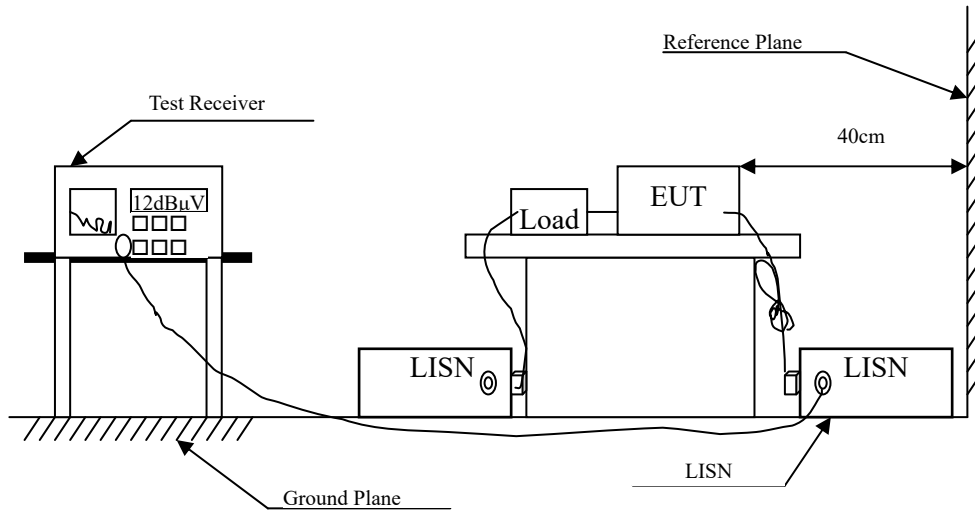 Reference Plane
Test Receiver
40cm
12dBµV
EUT
Load
LISN
LISN
LISN
Ground Plane